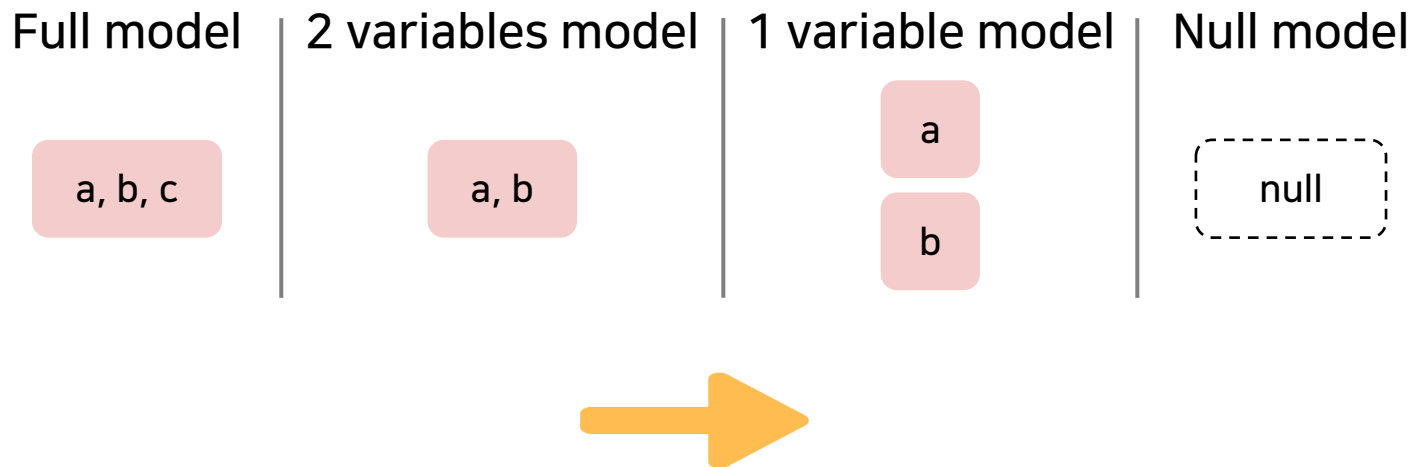 Full model
2 variables model
1 variable model
Null model
a, b, c
a, b
a
b
null